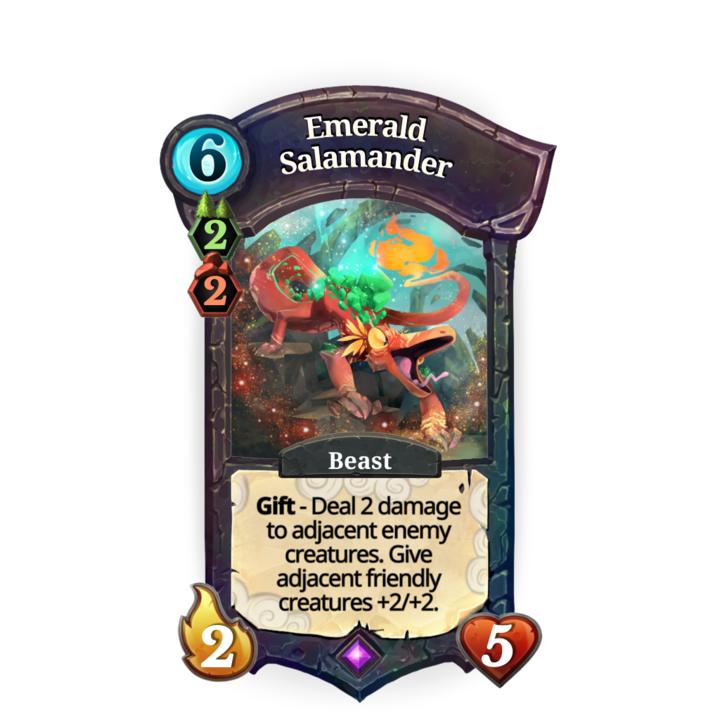 Emerald
Salamander
6
2
2
Beast
Gift - Deal 2 damage
to adjacent enemy
creatures. Give
adjacent friendly
creatures +2/+2.
2
5